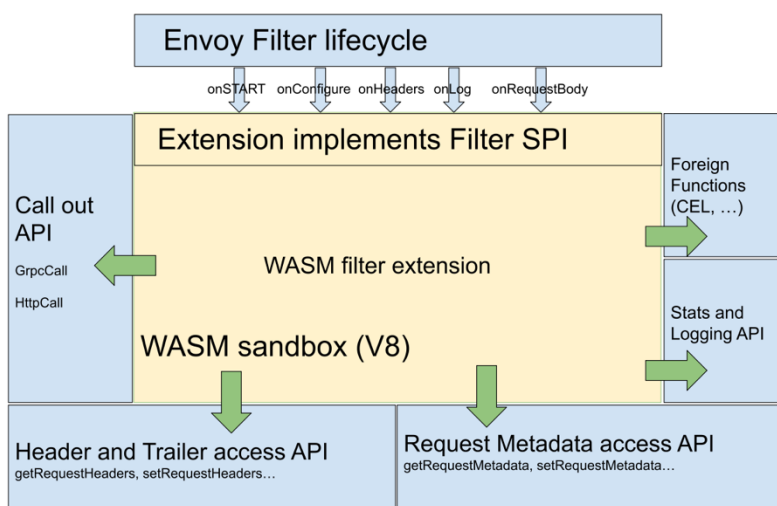 Envoy Filter lifecycle
onSTART onConfigure onHeaders onLog onRequestBody
Extension implements Filter SPI
Call out
API
GrpcCall
HttpCall
WASM filter extension
WASM sandbox (V8)
Foreign
Functions
(CEL, …)
Stats and
Logging API
Header and Trailer access API
getRequestHeaders, setRequestHeaders…
Request Metadata access API
getRequestMetadata, setRequestMetadata…